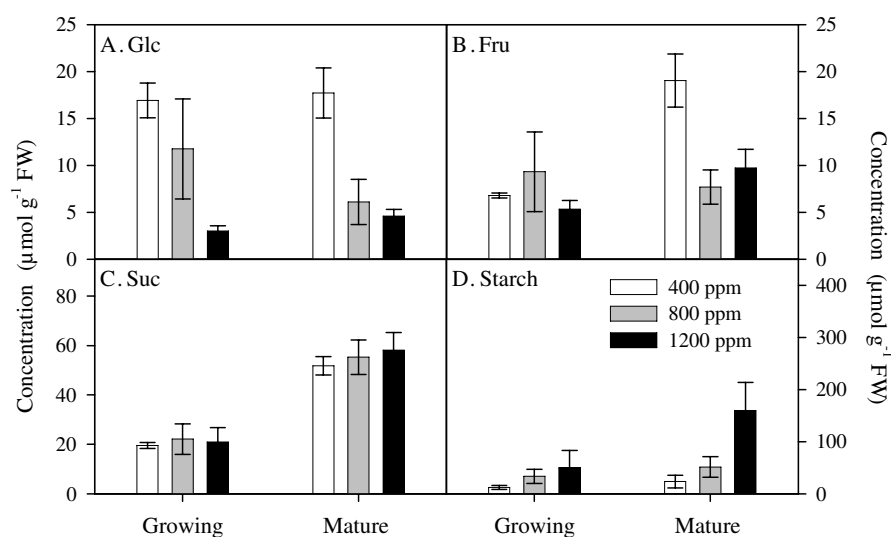 A. Glc
B. Fru
25
20
15
10
5
0
25
20
15
10
5
0
C. Suc
D. Starch
80
60
40
20
0
400
300
200
100
0
400 ppm
800 ppm
1200 ppm
Growing
Mature
Growing
Mature
Concentration (μmol g⁻¹ FW)
Concentration (μmol g⁻¹ FW)